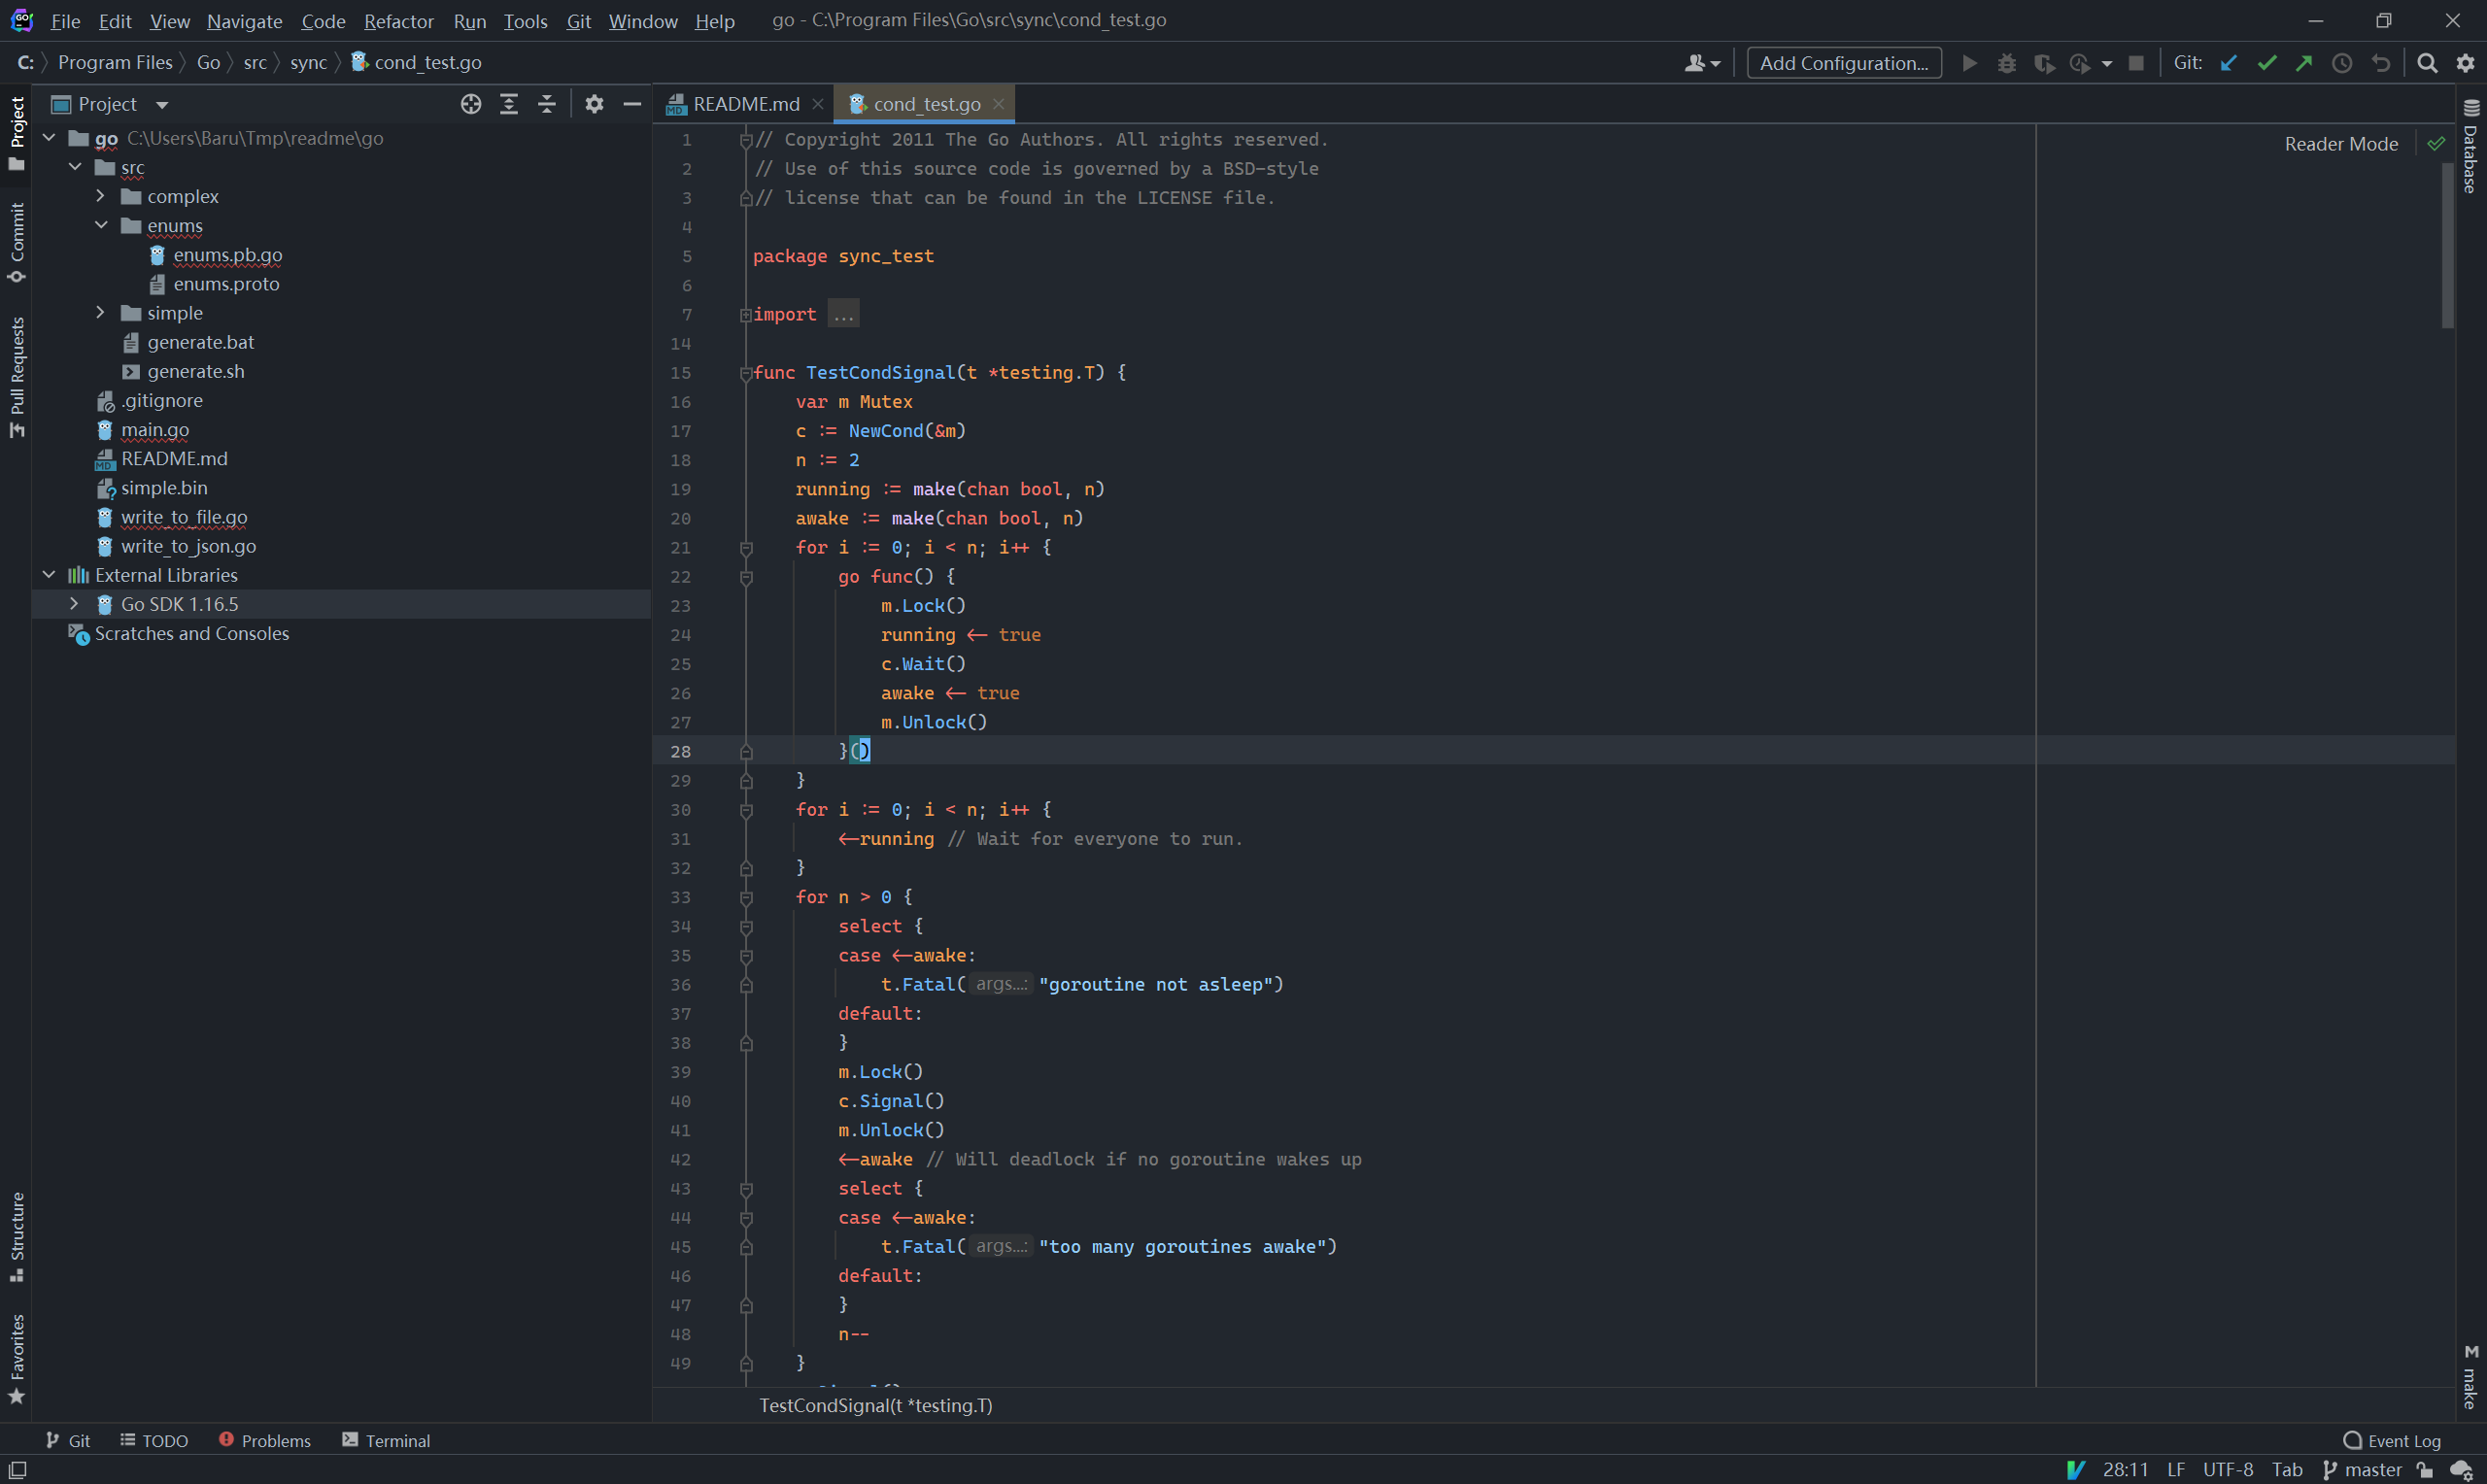 File Edit View Navigate Code Refactor Run Tools Git Window Help go - C:\Program Files\Go\src\sync\cond_test.go
C: Program Files Go src sync cond_test.go Add Configuration... Git:
Project
Commit
Pull Requests
Structure
Favorites
Project
go C:\Users\Baru\Tmp\readme\go
src
complex
enums
enums.pb.go
enums.proto
simple
generate.bat
generate.sh
.gitignore
main.go
README.md
simple.bin
write_to_file.go
write_to_json.go
External Libraries
Go SDK 1.16.5
Scratches and Consoles
README.md cond_test.go
Reader Mode
1 // Copyright 2011 The Go Authors. All rights reserved.
2 // Use of this source code is governed by a BSD-style
3 // license that can be found in the LICENSE file.
4
5 package sync_test
6
7 import ...
14
15 func TestCondSignal(t *testing.T) {
16 var m Mutex
17 c := NewCond(&m)
18 n := 2
19 running := make(chan bool, n)
20 awake := make(chan bool, n)
21 for i := 0; i < n; i++ {
22 go func() {
23 m.Lock()
24 running <- true
25 c.Wait()
26 awake <- true
27 m.Unlock()
28 }()
29 }
30 for i := 0; i < n; i++ {
31 <-running // Wait for everyone to run.
32 }
33 for n > 0 {
34 select {
35 case <-awake:
36 t.Fatal( args...: "goroutine not asleep")
37 default:
38 }
39 m.Lock()
40 c.Signal()
41 m.Unlock()
42 <-awake // Will deadlock if no goroutine wakes up
43 select {
44 case <-awake:
45 t.Fatal( args...: "too many goroutines awake")
46 default:
47 }
48 n--
49 }
TestCondSignal(t *testing.T)
Database
make
Git TODO Problems Terminal Event Log
28:11 LF UTF-8 Tab master